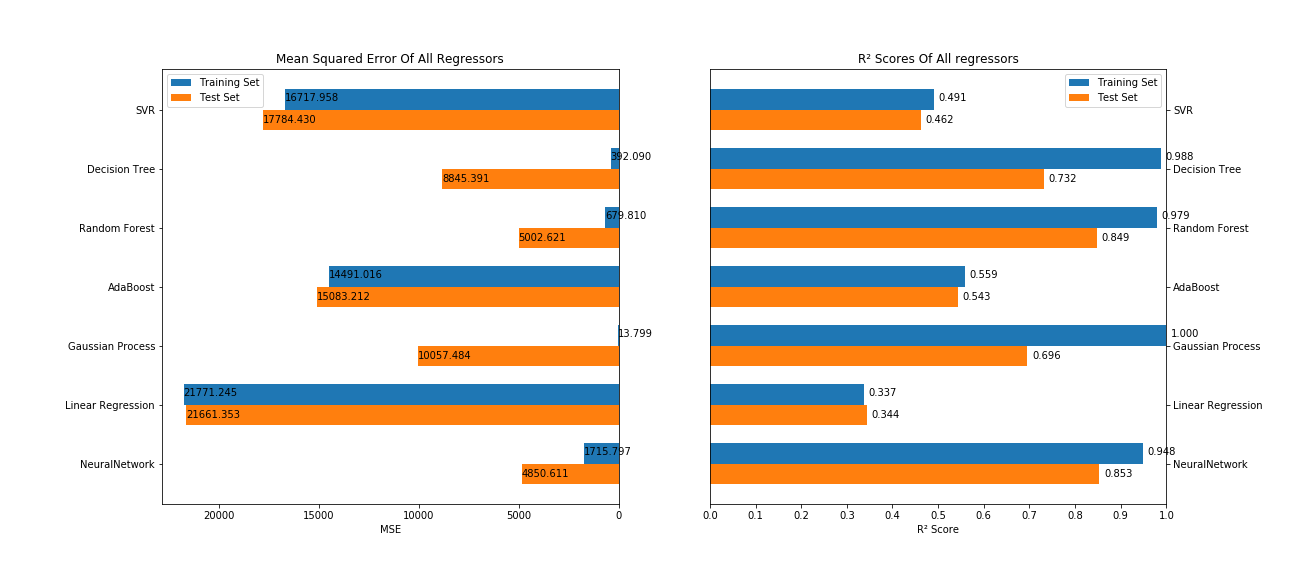 Mean Squared Error Of All Regressors
Training Set
Test Set
SVR
16717.958
17784.430
Decision Tree
392.090
8845.391
Random Forest
679.810
5002.621
AdaBoost
14491.016
15083.212
Gaussian Process
13.799
10057.484
Linear Regression
21771.245
21661.353
NeuralNetwork
1715.797
4850.611
20000 15000 10000 5000 0
MSE
R² Scores Of All regressors
Training Set
Test Set
0.491
0.462
SVR
0.988
0.732
Decision Tree
0.979
0.849
Random Forest
0.559
0.543
AdaBoost
1.000
0.696
Gaussian Process
0.337
0.344
Linear Regression
0.948
0.853
NeuralNetwork
0.0 0.1 0.2 0.3 0.4 0.5 0.6 0.7 0.8 0.9 1.0
R² Score